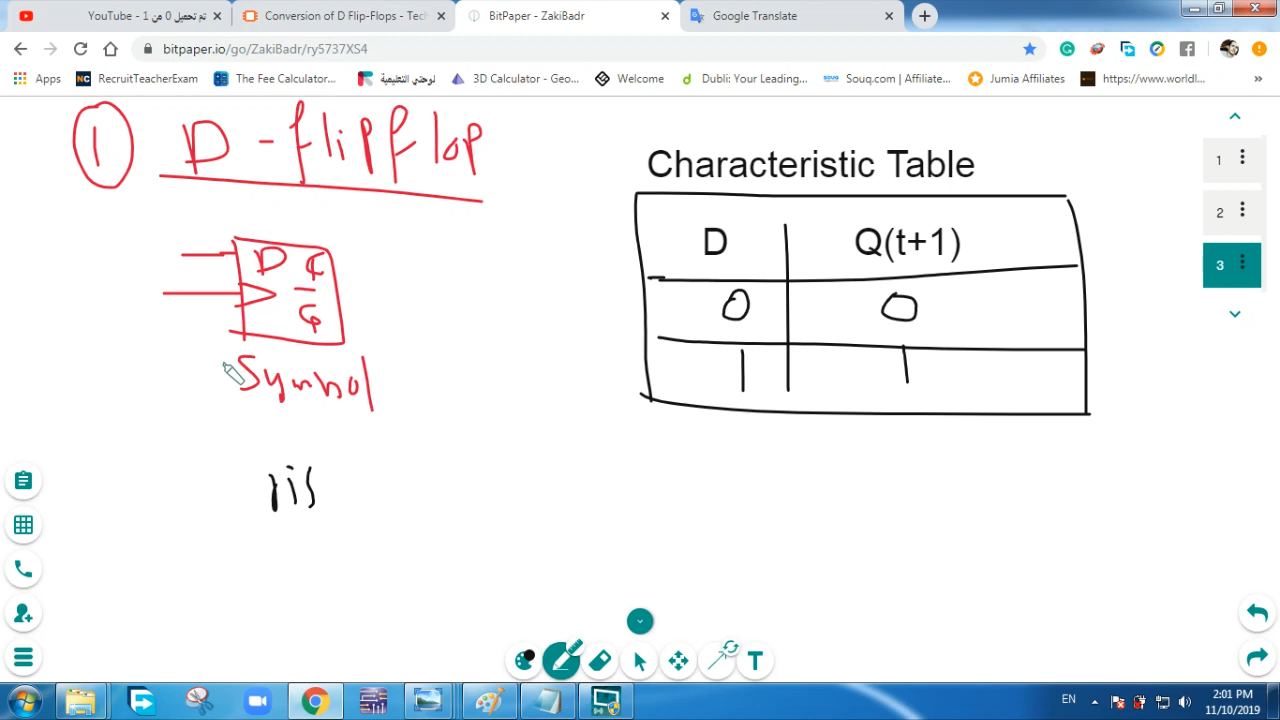 YouTube - 1 تم تحميل 0 من
Conversion of D Flip-Flops - Tech
BitPaper - ZakiBadr
Google Translate
bitpaper.io/go/ZakiBadr/ry5737XS4
Apps
RecruitTeacherExam
The Fee Calculator...
لوحتي التعليمية
3D Calculator - Geo...
Welcome
Dubli: Your Leading...
Souq.com | Affiliate...
Jumia Affiliates
https://www.worldl...
1 D-flipflop
Characteristic Table
D Q(t+1)
0 0
1 1
D Q
Q
Symbol
ris
1
2
3
T
EN
2:01 PM
11/10/2019